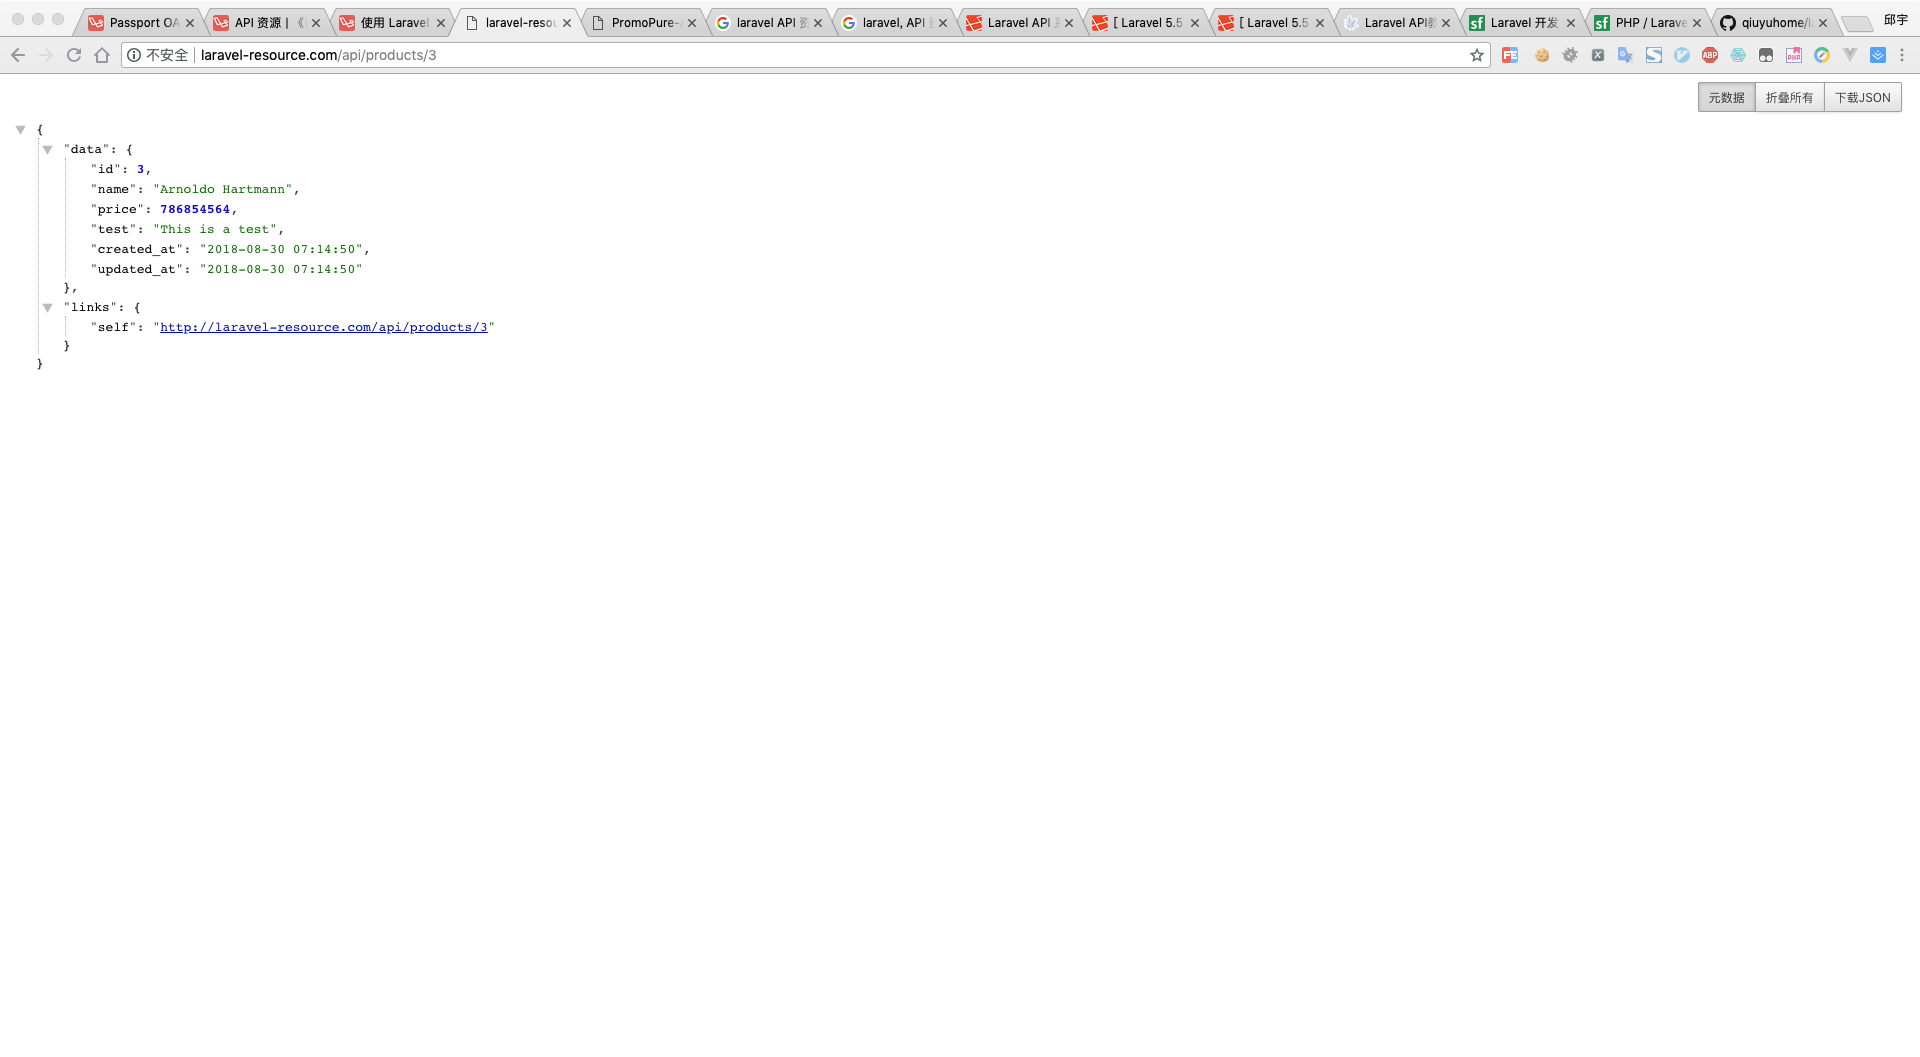 Passport OA
API 资源 | 《
使用 Laravel
laravel-resou
PromoPure-
laravel API 资
laravel, API
Laravel API
[ Laravel 5.5
[ Laravel 5.5
Laravel API
Laravel 开发
PHP / Larave
qiuyuhome/l
邱宇
不安全 laravel-resource.com/api/products/3
元数据 折叠所有 下载JSON
{
"data": {
"id": 3,
"name": "Arnoldo Hartmann",
"price": 786854564,
"test": "This is a test",
"created_at": "2018-08-30 07:14:50",
"updated_at": "2018-08-30 07:14:50"
},
"links": {
"self": "http://laravel-resource.com/api/products/3"
}
}